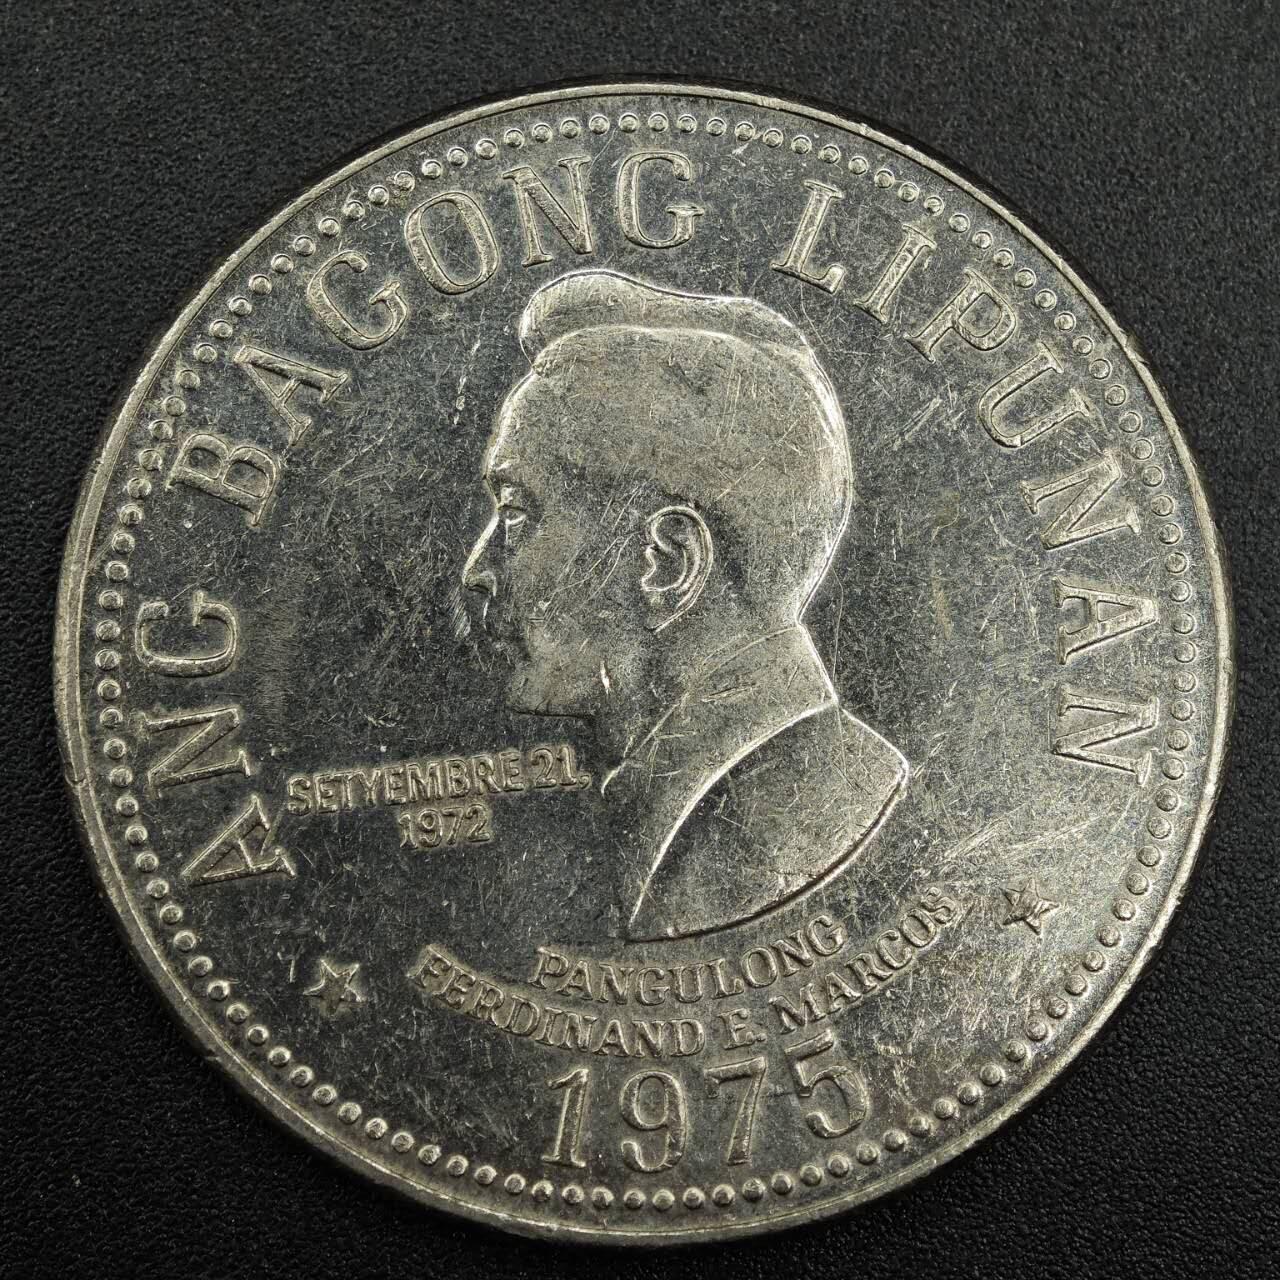 ANG BAGONG LIPUNAN
SETYEMBRE 21,
1972
PANGULONG
FERDINAND E. MARCOS
1975